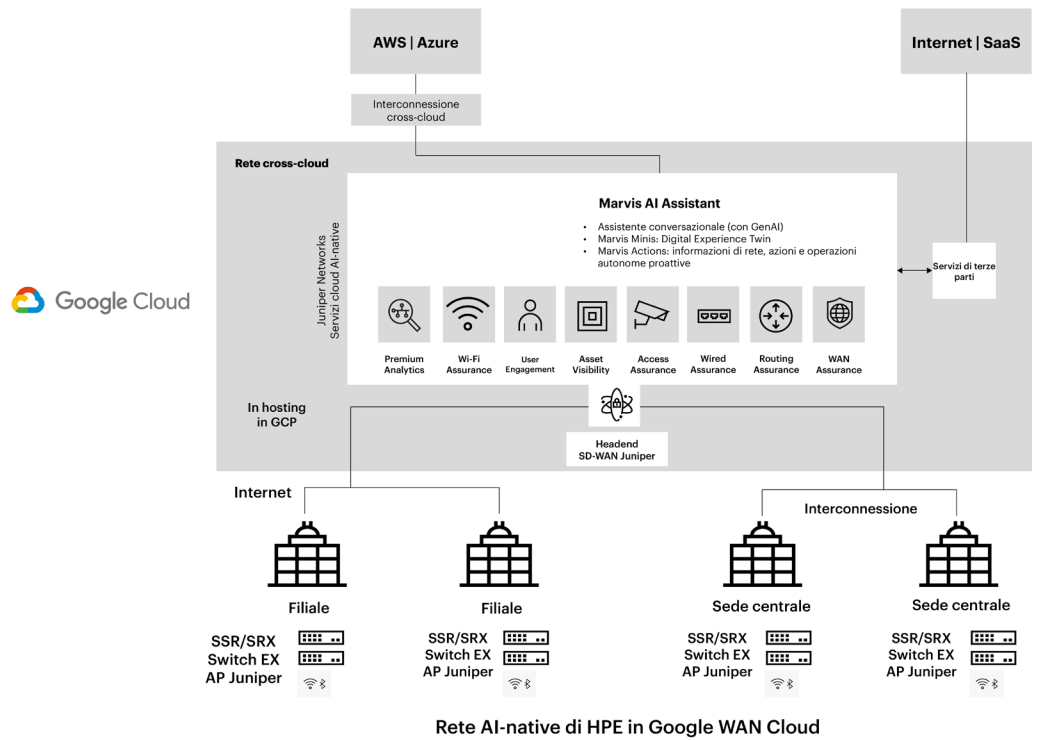 AWS | Azure
Internet | SaaS
Interconnessione
cross-cloud
Rete cross-cloud
Marvis AI Assistant
• Assistente conversazionale (con GenAI)
• Marvis Minis: Digital Experience Twin
• Marvis Actions: informazioni di rete, azioni e operazioni
autonome proattive
Juniper Networks
Servizi cloud AI-native
Servizi di terze
parti
Google Cloud
Premium
Analytics
Wi-Fi
Assurance
User
Engagement
Asset
Visibility
Access
Assurance
Wired
Assurance
Routing
Assurance
WAN
Assurance
In hosting
in GCP
Headend
SD-WAN Juniper
Internet
Interconnessione
Filiale
Filiale
Sede centrale
Sede centrale
SSR/SRX
Switch EX
AP Juniper
SSR/SRX
Switch EX
AP Juniper
SSR/SRX
Switch EX
AP Juniper
SSR/SRX
Switch EX
AP Juniper
Rete AI-native di HPE in Google WAN Cloud